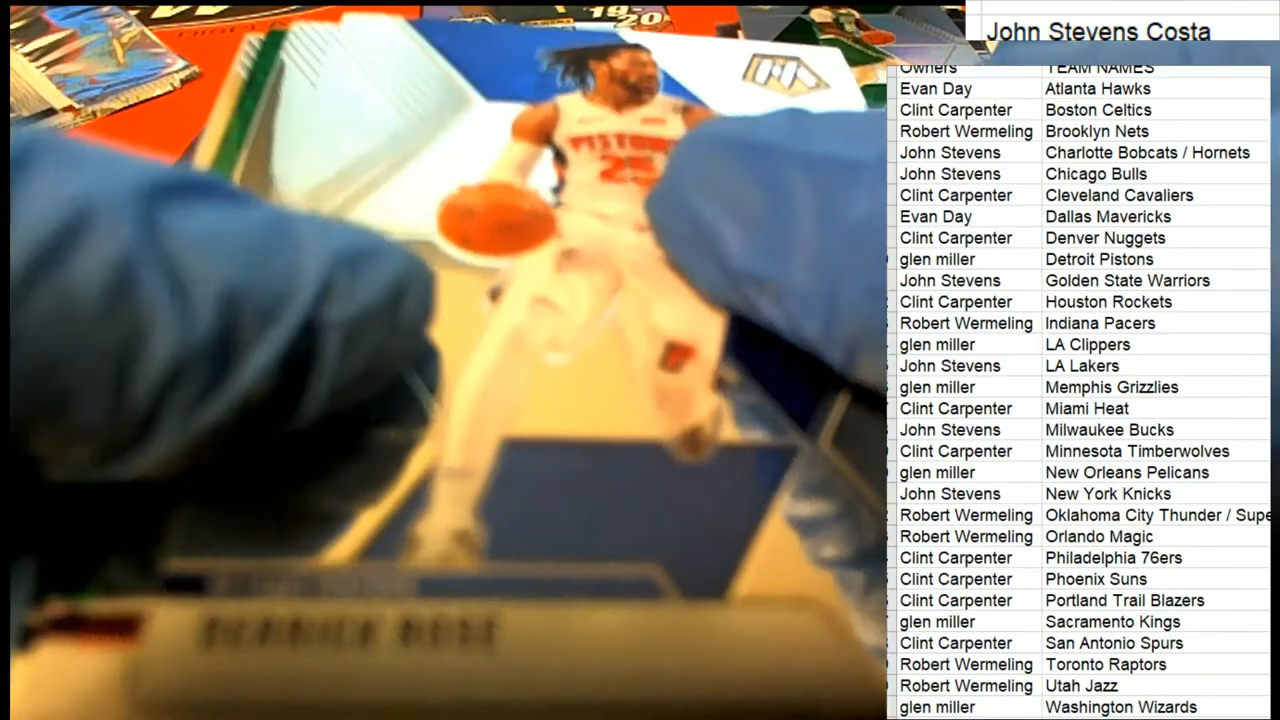 John Stevens Costa
Owners TEAM NAMES
Evan Day Atlanta Hawks
Clint Carpenter Boston Celtics
Robert Wermeling Brooklyn Nets
John Stevens Charlotte Bobcats / Hornets
John Stevens Chicago Bulls
Clint Carpenter Cleveland Cavaliers
Evan Day Dallas Mavericks
Clint Carpenter Denver Nuggets
glen miller Detroit Pistons
John Stevens Golden State Warriors
Clint Carpenter Houston Rockets
Robert Wermeling Indiana Pacers
glen miller LA Clippers
John Stevens LA Lakers
glen miller Memphis Grizzlies
Clint Carpenter Miami Heat
John Stevens Milwaukee Bucks
Clint Carpenter Minnesota Timberwolves
glen miller New Orleans Pelicans
John Stevens New York Knicks
Robert Wermeling Oklahoma City Thunder / Supe
Robert Wermeling Orlando Magic
Clint Carpenter Philadelphia 76ers
Clint Carpenter Phoenix Suns
Clint Carpenter Portland Trail Blazers
glen miller Sacramento Kings
Clint Carpenter San Antonio Spurs
Robert Wermeling Toronto Raptors
Robert Wermeling Utah Jazz
glen miller Washington Wizards
19-20
PISTONS
25
DERRICK ROSE